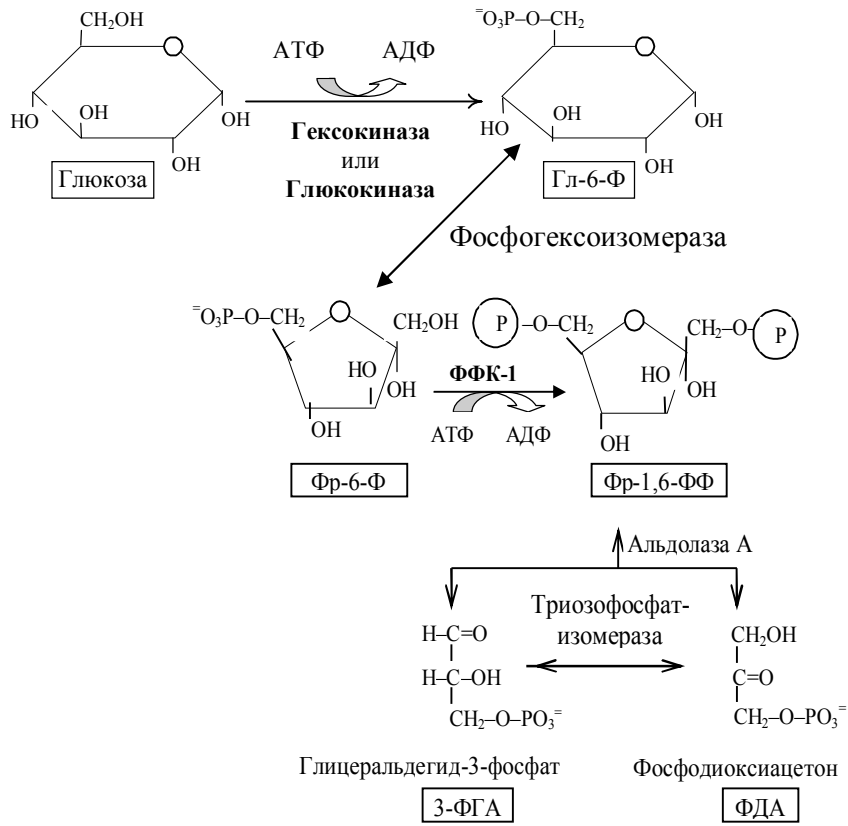 CH₂OH
O
HO
OH
OH
OH
Глюкоза
АТФ АДФ
Гексокиназа
или
Глюкокиназа
⁼O₃P–O–CH₂
O
HO
OH
OH
OH
Гл-6-Ф
Фосфогексоизомераза
⁼O₃P–O–CH₂
O
CH₂OH
HO
OH
OH
Фр-6-Ф
ФФК-1
АТФ АДФ
P –O–CH₂
O
CH₂–O– P
HO
OH
OH
Фр-1,6-ФФ
Альдолаза А
Триозофосфат-
изомераза
H–C=O
H–C–OH
CH₂–O–PO₃⁼
Глицеральдегид-3-фосфат
3-ФГА
CH₂OH
C=O
CH₂–O–PO₃⁼
Фосфодиоксиацетон
ФДА